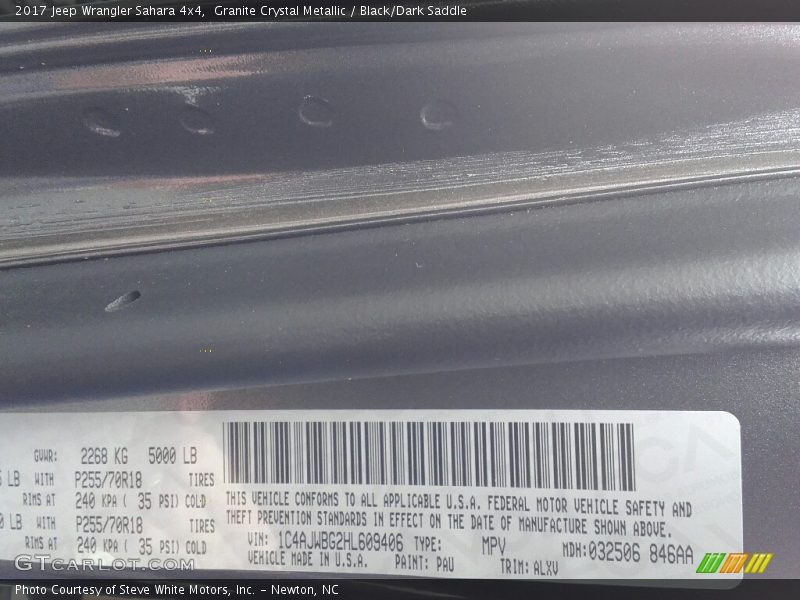 2017 Jeep Wrangler Sahara 4x4,  Granite Crystal Metallic / Black/Dark Saddle
GVWR: 2268 KG 5000 LB
LB WITH P255/70R18 TIRES
RIMS AT 240 KPA ( 35 PSI) COLD
THIS VEHICLE CONFORMS TO ALL APPLICABLE U.S.A. FEDERAL MOTOR VEHICLE SAFETY AND
LB WITH P255/70R18 TIRES
THEFT PREVENTION STANDARDS IN EFFECT ON THE DATE OF MANUFACTURE SHOWN ABOVE.
RIMS AT 240 KPA ( 35 PSI) COLD
VIN: 1C4AJWBG2HL609406 TYPE: MPV MDH:032506 846AA
VEHICLE MADE IN U.S.A. PAINT: PAU TRIM: ALXV
GTCARLOT.COM
Photo Courtesy of Steve White Motors, Inc. – Newton, NC